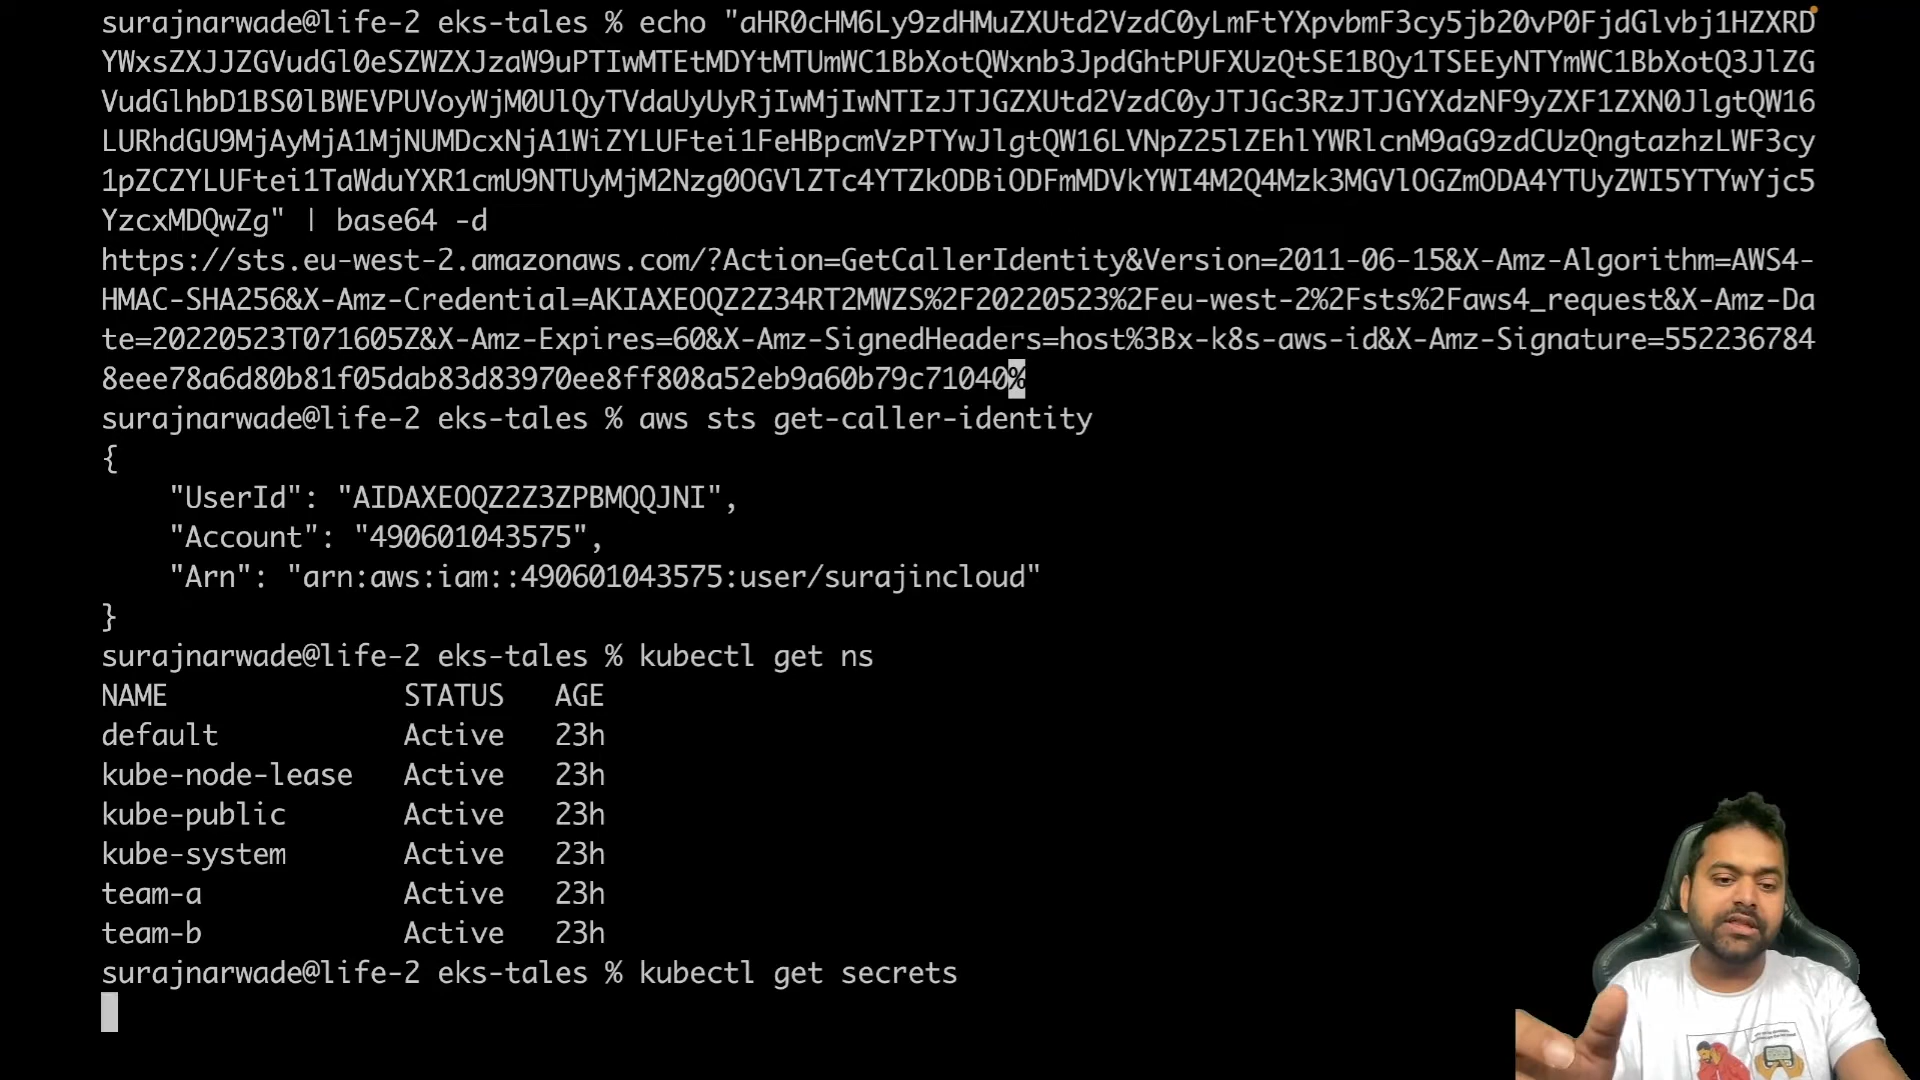 surajnarwade@life-2 eks-tales % echo "aHR0cHM6Ly9zdHMuZXUtd2VzdC0yLmFtYXpvbmF3cy5jb20vP0FjdGlvbj1HZXRD
YWxsZXJJZGVudGl0eSZWZXJzaW9uPTIwMTEtMDYtMTUmWC1BbXotQWxnb3JpdGhtPUFXUzQtSE1BQy1TSEEyNTYmWC1BbXotQ3JlZG
VudGlhbD1BS0lBWEVPUVoyWjM0UlQyTVdaUyUyRjIwMjIwNTIzJTJGZXUtd2VzdC0yJTJGc3RzJTJGYXdzNF9yZXF1ZXN0JlgtQW16
LURhdGU9MjAyMjA1MjNUMDcxNjA1WiZYLUFtei1FeHBpcmVzPTYwJlgtQW16LVNpZ25lZEhlYWRlcnM9aG9zdCUzQngtazhzLWF3cy
1pZCZYLUFtei1TaWduYXR1cmU9NTUyMjM2Nzg0OGVlZTc4YTZkODBiODFmMDVkYWI4M2Q4Mzk3MGVlOGZmODA4YTUyZWI5YTYwYjc5
YzcxMDQwZg" | base64 -d
https://sts.eu-west-2.amazonaws.com/?Action=GetCallerIdentity&Version=2011-06-15&X-Amz-Algorithm=AWS4-
HMAC-SHA256&X-Amz-Credential=AKIAXEOQZ2Z34RT2MWZS%2F20220523%2Feu-west-2%2Fsts%2Faws4_request&X-Amz-Da
te=20220523T071605Z&X-Amz-Expires=60&X-Amz-SignedHeaders=host%3Bx-k8s-aws-id&X-Amz-Signature=552236784
8eee78a6d80b81f05dab83d83970ee8ff808a52eb9a60b79c71040%
surajnarwade@life-2 eks-tales % aws sts get-caller-identity
{
"UserId": "AIDAXEOQZ2Z3ZPBMQQJNI",
"Account": "490601043575",
"Arn": "arn:aws:iam::490601043575:user/surajincloud"
}
surajnarwade@life-2 eks-tales % kubectl get ns
NAME STATUS AGE
default Active 23h
kube-node-lease Active 23h
kube-public Active 23h
kube-system Active 23h
team-a Active 23h
team-b Active 23h
surajnarwade@life-2 eks-tales % kubectl get secrets